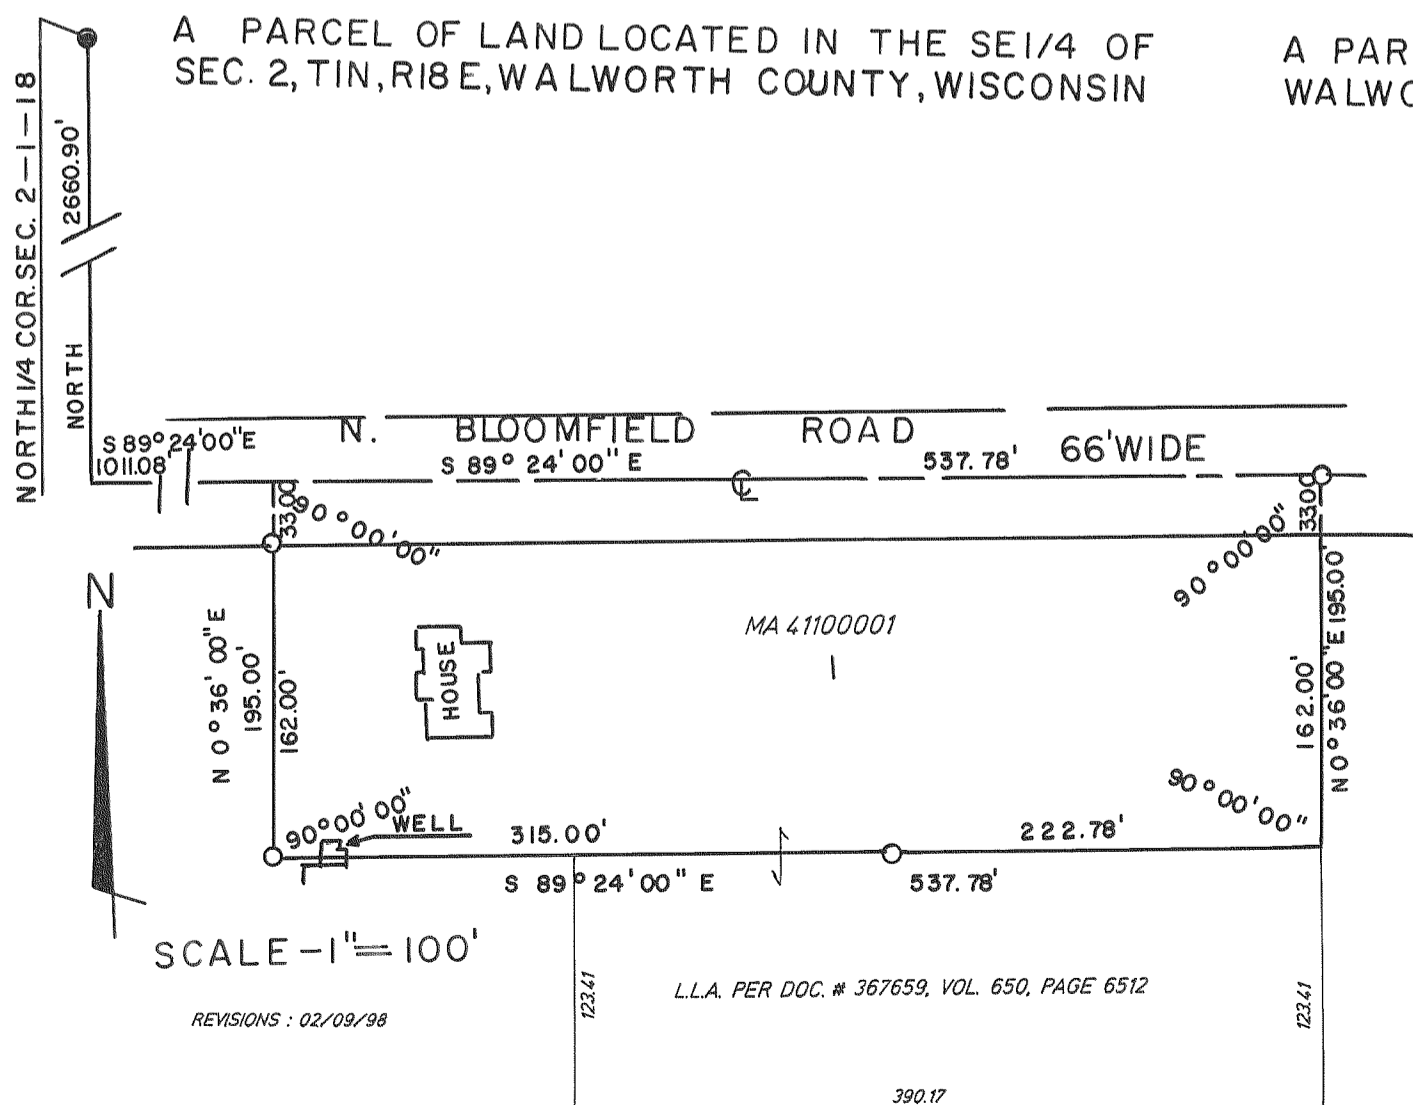 A PARCEL OF LAND LOCATED IN THE SE1/4 OF
SEC. 2, T1N, R18E, WALWORTH COUNTY, WISCONSIN
A PAR
WALWO
NORTH 1/4 COR. SEC. 2-1-18
2660.90'
NORTH
S 89° 24' 00" E
1011.08'
N. BLOOMFIELD ROAD
66' WIDE
S 89° 24' 00" E
537.78'
℄
33.00
90°00'00"
33.00
90°00'00"
N
N 0° 36' 00" E
195.00'
162.00'
HOUSE
MA 41100001
1
162.00'
N 0° 36' 00" E 195.00'
90°00'00"
WELL
90°00'00"
315.00'
222.78'
S 89° 24' 00" E
537.78'
SCALE-1"=100'
123.41
L.L.A. PER DOC. # 367659, VOL. 650, PAGE 6512
123.41
REVISIONS : 02/09/98
390.17